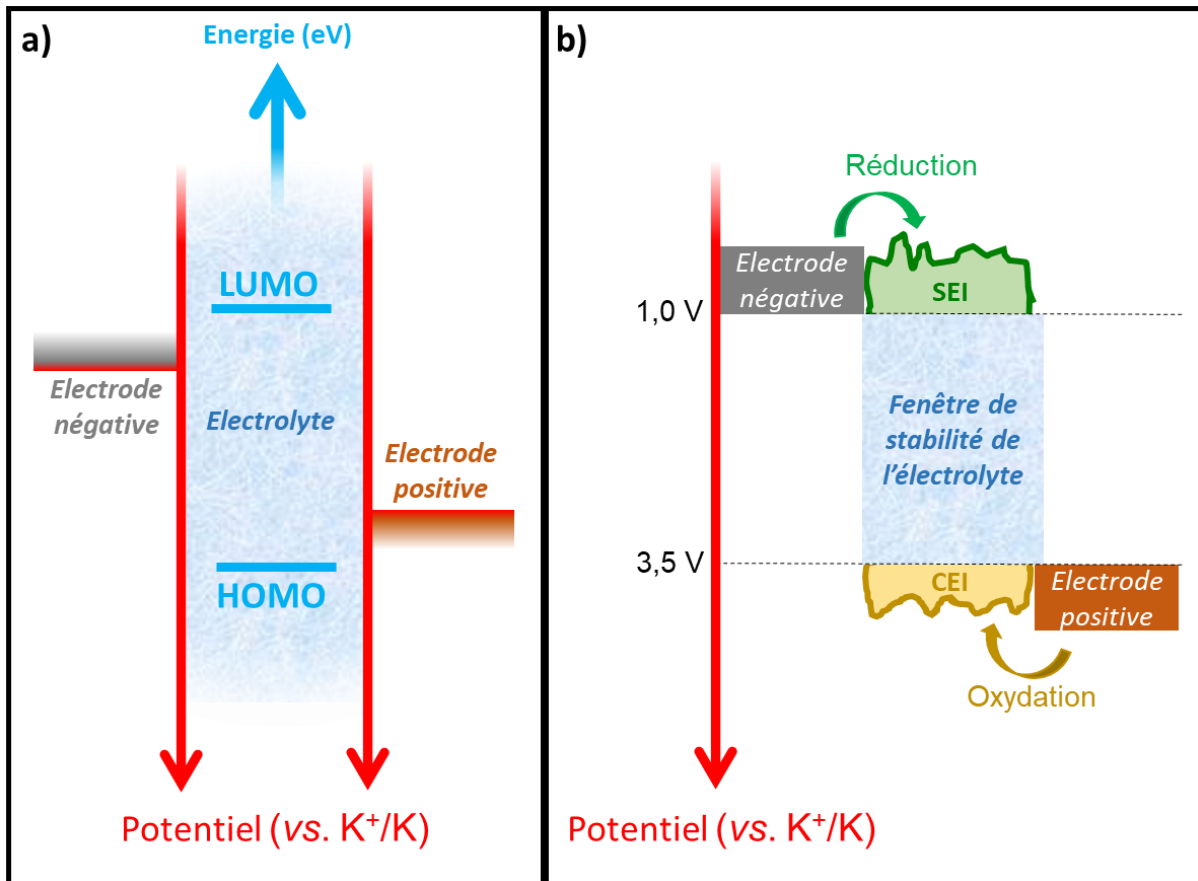 a)
Energie (eV)
LUMO
Electrode
négative
Electrolyte
Electrode
positive
HOMO
Potentiel (vs. K⁺/K)
b)
Réduction
Electrode
négative
SEI
1,0 V
Fenêtre de
stabilité de
l'électrolyte
3,5 V
CEI
Electrode
positive
Oxydation
Potentiel (vs. K⁺/K)